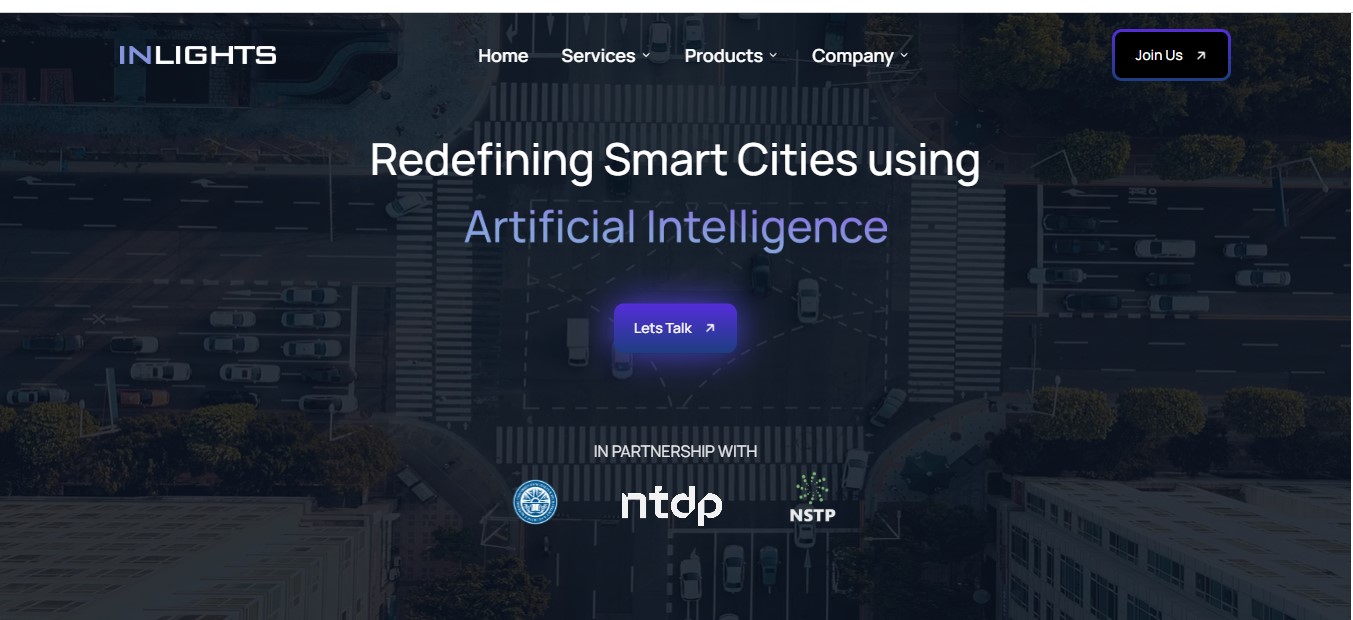 INLIGHTS
Home Services Products Company
Join Us
Redefining Smart Cities using
Artificial Intelligence
Lets Talk
IN PARTNERSHIP WITH
ntdp
NSTP